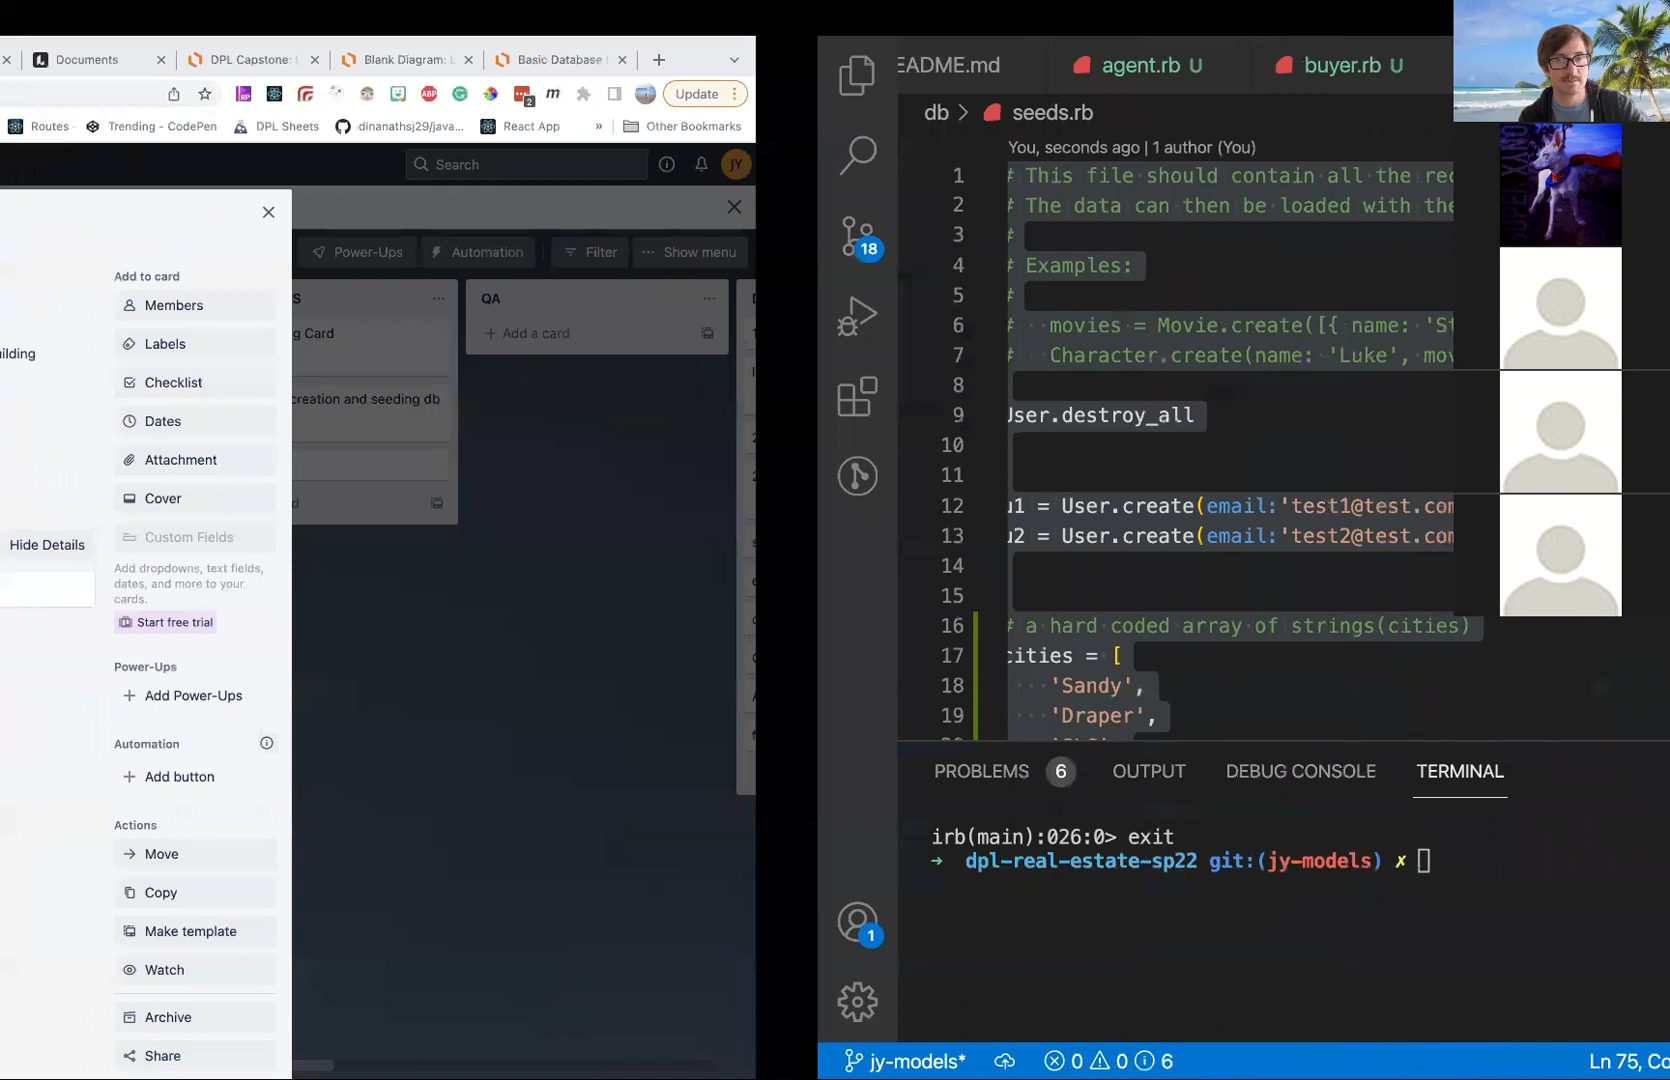 Documents
DPL Capstone:
Blank Diagram: L
Basic Database
Update
2
m
Routes
Trending - CodePen
DPL Sheets
dinanathsj29/java...
React App
»
Other Bookmarks
Search
JY
Power-Ups
Automation
Filter
Show menu
Add to card
Members
Labels
Checklist
Dates
Attachment
Cover
Custom Fields
Add dropdowns, text fields,
dates, and more to your
cards.
Start free trial
Power-Ups
Add Power-Ups
Automation
Add button
Actions
Move
Copy
Make template
Watch
Archive
Share
ilding
Hide Details
S
g Card
creation and seeding db
d
QA
+ Add a card
EADME.md
agent.rb U
buyer.rb U
db > seeds.rb
You, seconds ago | 1 author (You)
1 # This file should contain all the rec
2 # The data can then be loaded with the
3 #
4 # Examples:
5 #
6 # movies = Movie.create([{ name: 'St
7 # Character.create(name: 'Luke', mov
8
9 User.destroy_all
10
11
12 u1 = User.create(email:'test1@test.com
13 u2 = User.create(email:'test2@test.com
14
15
16 # a hard coded array of strings(cities)
17 cities = [
18 'Sandy',
19 'Draper',
18
1
PROBLEMS 6 OUTPUT DEBUG CONSOLE TERMINAL
irb(main):026:0> exit
→ dpl-real-estate-sp22 git:(jy-models) ✗
jy-models* 0 0 6
Ln 75, Co